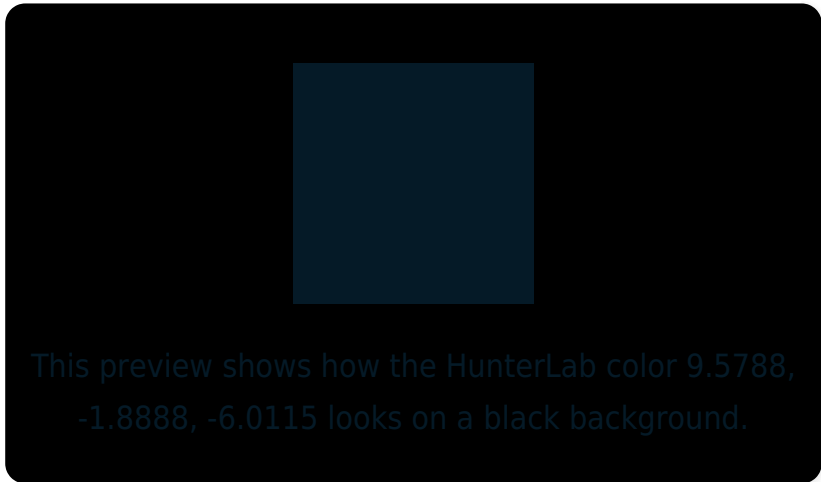 This preview shows how the HunterLab color 9.5788,
-1.8888, -6.0115 looks on a black background.